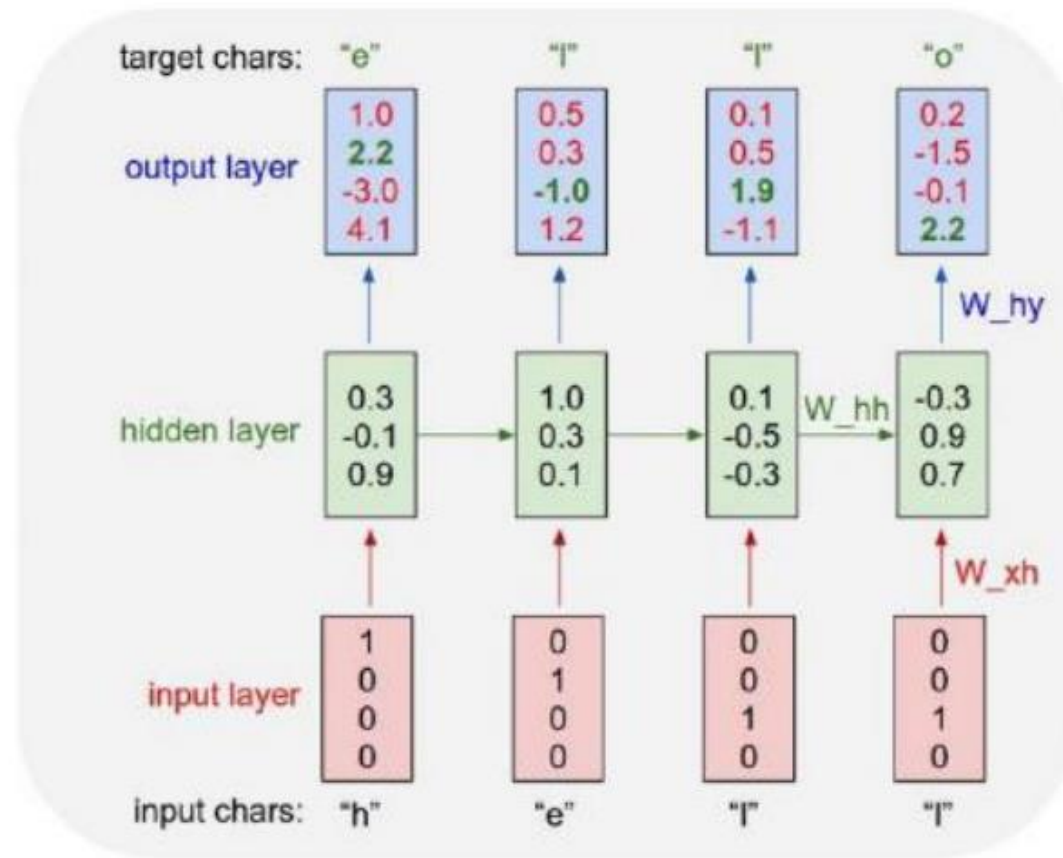 target chars: “e” “l” “l” “o”
output layer
1.0 0.5 0.1 0.2
2.2 0.3 0.5 -1.5
-3.0 -1.0 1.9 -0.1
4.1 1.2 -1.1 2.2
W_hy
hidden layer
0.3 1.0 0.1 -0.3
-0.1 0.3 -0.5 0.9
0.9 0.1 -0.3 0.7
W_hh
W_xh
input layer
1 0 0 0
0 1 0 0
0 0 1 1
0 0 0 0
input chars: “h” “e” “l” “l”